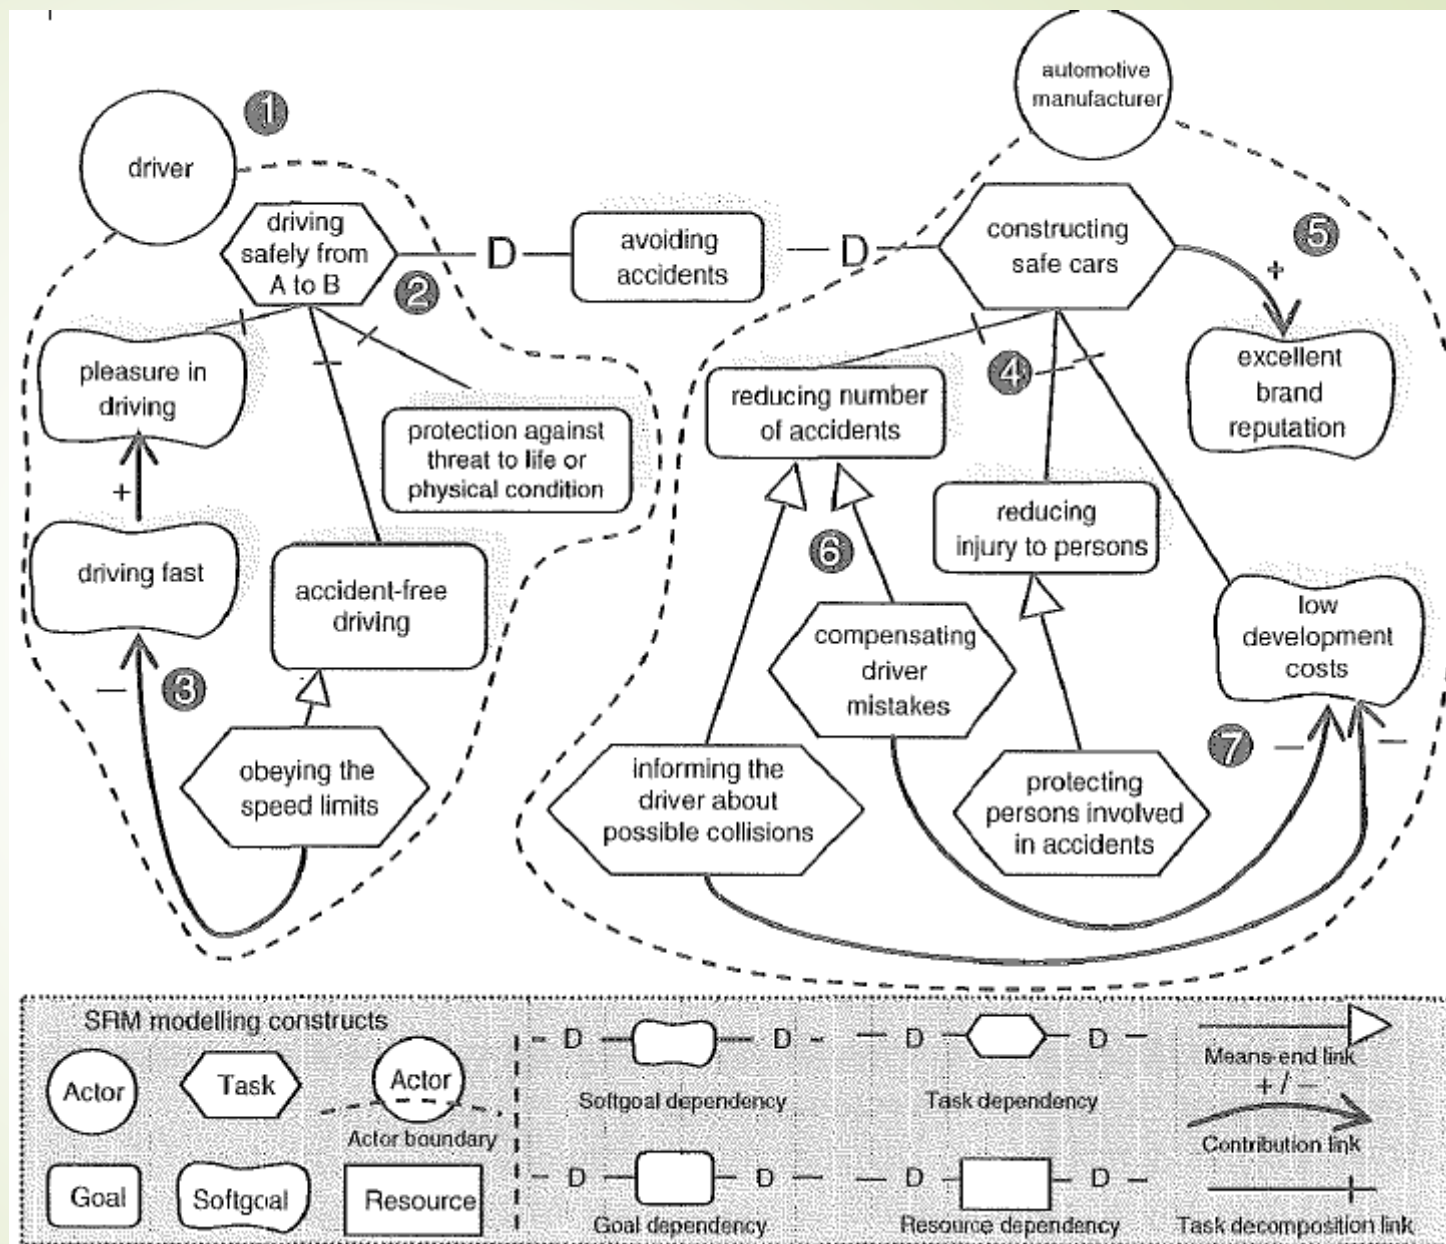 automotive
manufacturer
1
driver
driving
safely from
A to B
D
avoiding
accidents
D
constructing
safe cars
5
+
2
pleasure in
driving
protection against
threat to life or
physical condition
reducing number
of accidents
4
excellent
brand
reputation
+
driving fast
accident-free
driving
6
reducing
injury to persons
low
development
costs
compensating
driver
mistakes
–
3
obeying the
speed limits
informing the
driver about
possible collisions
protecting
persons involved
in accidents
7
–
–
SRM modelling constructs
Actor
Task
Actor
Actor boundary
Goal
Softgoal
Resource
D
D
Softgoal dependency
D
D
Task dependency
D
D
Goal dependency
D
D
Resource dependency
Means-end link
+ / –
Contribution link
Task decomposition link